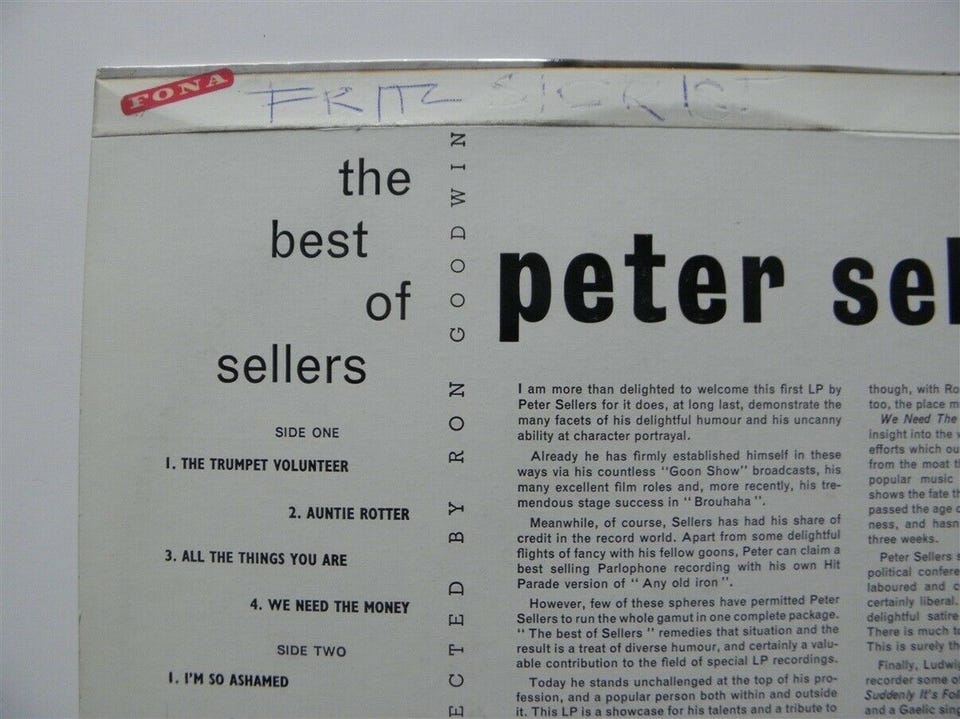 FONA
FRITZ
the
best
of
sellers
SIDE ONE
1. THE TRUMPET VOLUNTEER
2. AUNTIE ROTTER
3. ALL THE THINGS YOU ARE
4. WE NEED THE MONEY
SIDE TWO
1. I'M SO ASHAMED
ECTED BY RON GOODWIN
peter sel
I am more than delighted to welcome this first LP by
Peter Sellers for it does, at long last, demonstrate the
many facets of his delightful humour and his uncanny
ability at character portrayal.
Already he has firmly established himself in these
ways via his countless "Goon Show" broadcasts, his
many excellent film roles and, more recently, his tre-
mendous stage success in "Brouhaha".
Meanwhile, of course, Sellers has had his share of
credit in the record world. Apart from some delightful
flights of fancy with his fellow goons, Peter can claim a
best selling Parlophone recording with his own Hit
Parade version of "Any old iron".
However, few of these spheres have permitted Peter
Sellers to run the whole gamut in one complete package.
"The best of Sellers" remedies that situation and the
result is a treat of diverse humour, and certainly a valu-
able contribution to the field of special LP recordings.
Today he stands unchallenged at the top of his pro-
fession, and a popular person both within and outside
it. This LP is a showcase for his talents and a tribute to
though, with Ro
too, the place m
We Need The
insight into the
efforts which ou
from the moat th
popular music
shows the fate th
passed the age o
ness, and hasn
three weeks.
Peter Sellers s
political confere
laboured and c
certainly liberal.
delightful satire
There is much to
This is surely th
Finally, Ludwig
recorder some of
Suddenly It's Fol
and a Gaelic sing